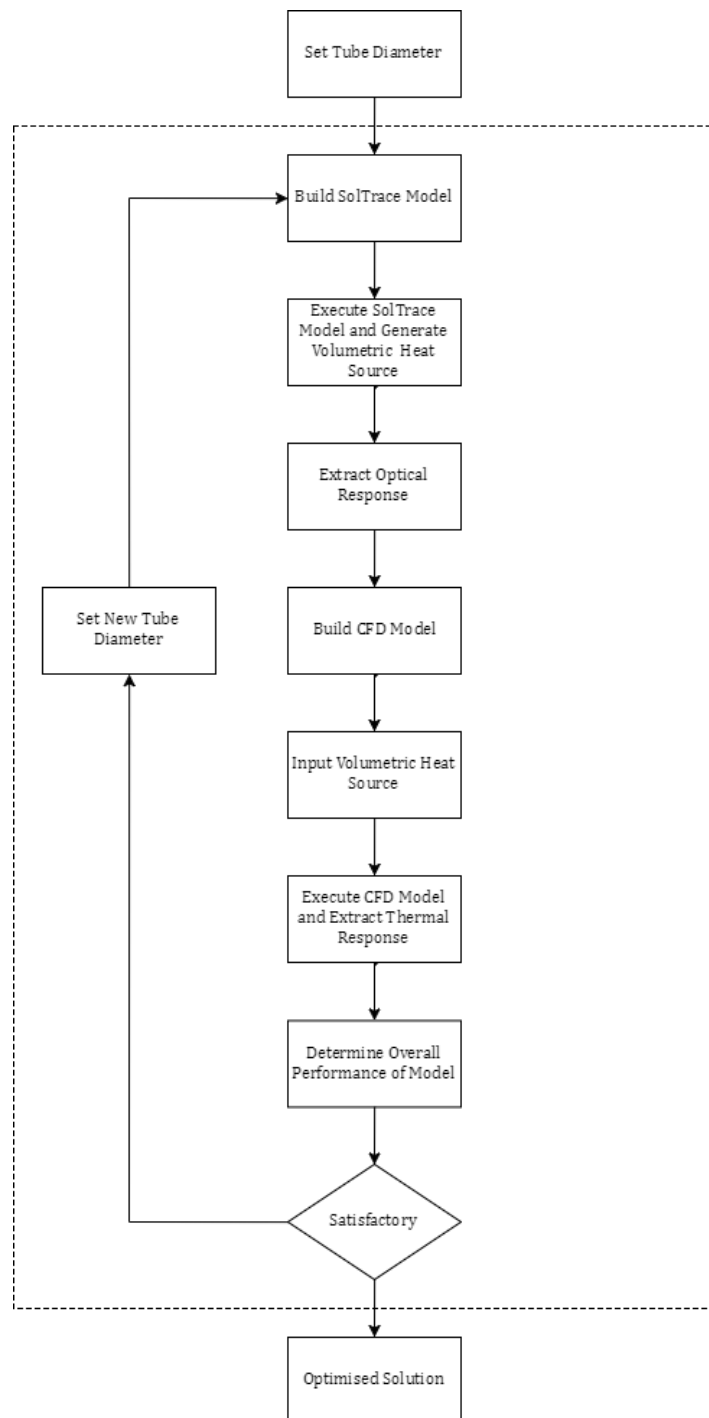 Set Tube Diameter
Build SolTrace Model
Execute SolTrace
Model and Generate
Volumetric Heat
Source
Extract Optical
Response
Build CFD Model
Set New Tube
Diameter
Input Volumetric Heat
Source
Execute CFD Model
and Extract Thermal
Response
Determine Overall
Performance of Model
Satisfactory
Optimised Solution